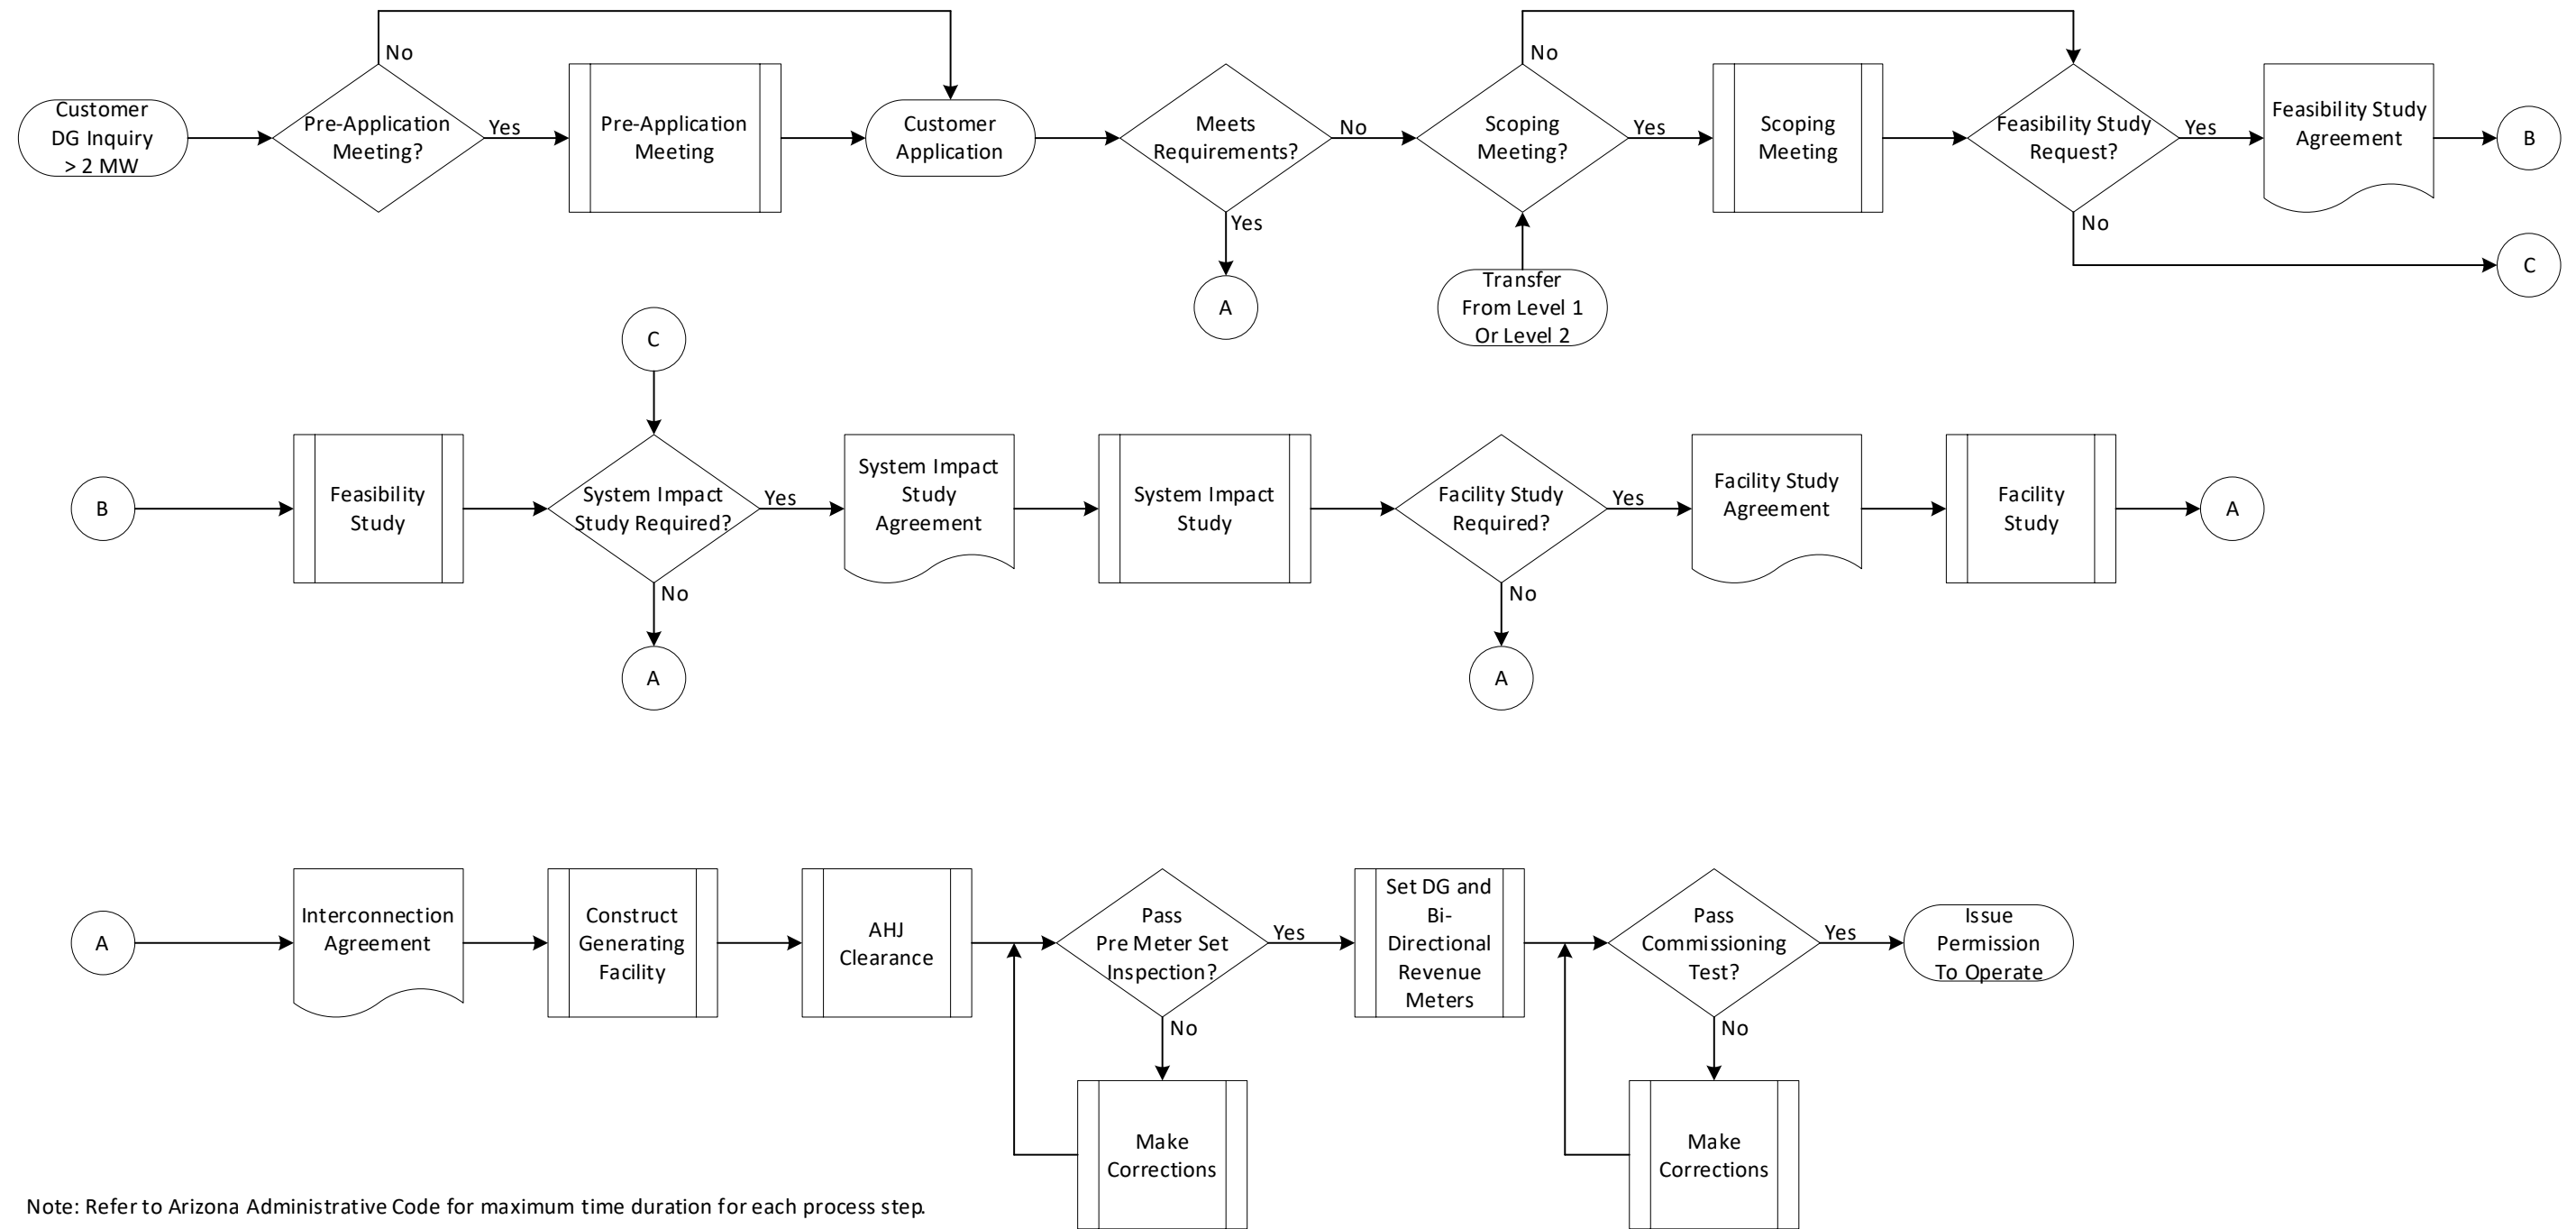 No
No
Customer
DG Inquiry
> 2 MW
Pre-Application
Meeting?
Yes
Pre-Application
Meeting
Customer
Application
Meets
Requirements?
No
Scoping
Meeting?
Yes
Scoping
Meeting
Feasibility Study
Request?
Yes
Feasibility Study
Agreement
B
Yes
No
A
Transfer
From Level 1
Or Level 2
C
C
B
Feasibility
Study
System Impact
Study Required?
Yes
System Impact
Study
Agreement
System Impact
Study
Facility Study
Required?
Yes
Facility Study
Agreement
Facility
Study
A
No
No
A
A
A
Interconnection
Agreement
Construct
Generating
Facility
AHJ
Clearance
Pass
Pre Meter Set
Inspection?
Yes
Set DG and
Bi-
Directional
Revenue
Meters
Pass
Commissioning
Test?
Yes
Issue
Permission
To Operate
No
No
Make
Corrections
Make
Corrections
Note: Refer to Arizona Administrative Code for maximum time duration for each process step.